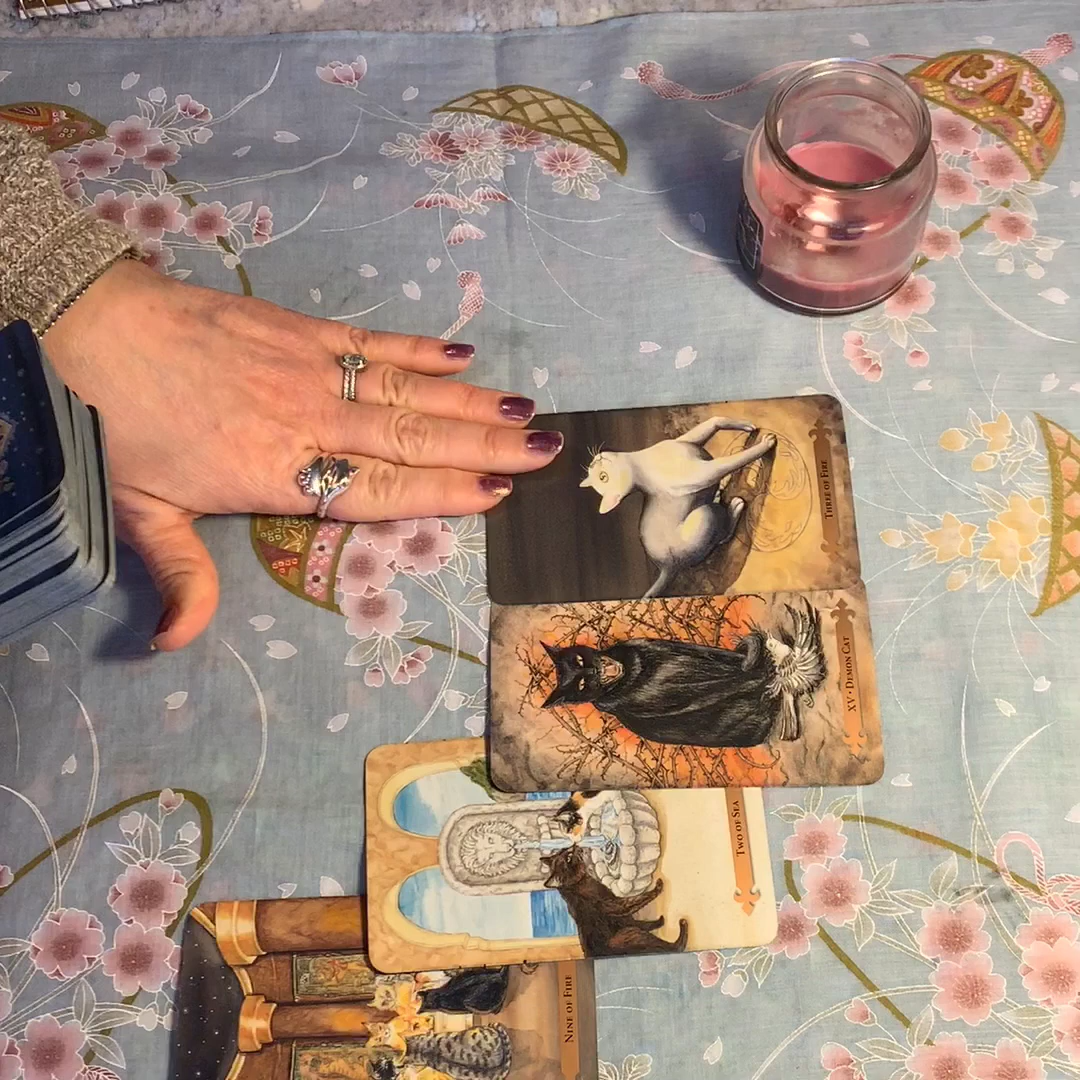 THREE OF FIRE
XV • DEMON CAT
TWO OF SEA
NINE OF FIRE